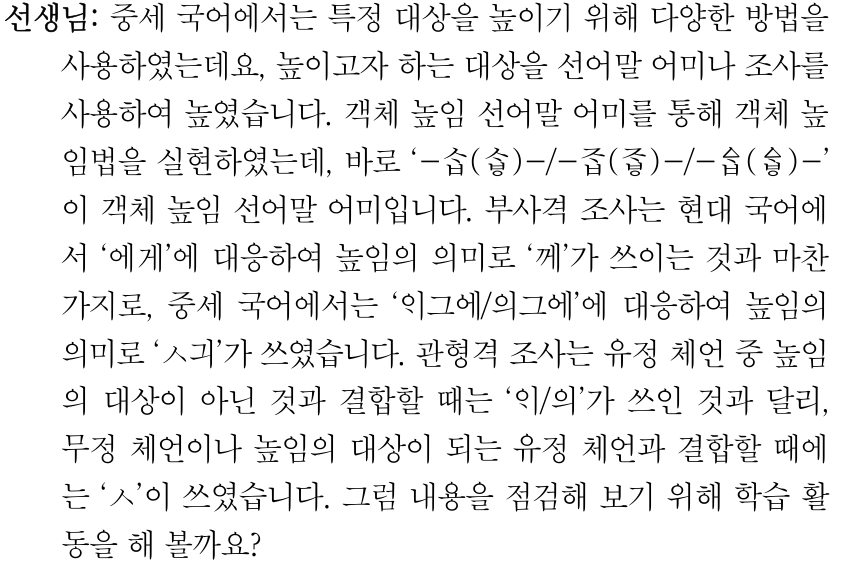 선생님: 중세 국어에서는 특정 대상을 높이기 위해 다양한 방법을
사용하였는데요, 높이고자 하는 대상을 선어말 어미나 조사를
사용하여 높였습니다. 객체 높임 선어말 어미를 통해 객체 높
임법을 실현하였는데, 바로 ‘-ᄉᆞᆸ(ᄉᆞᇦ)-/-ᄌᆞᆸ(ᄌᆞᇦ)-/-ᅀᆞᆸ(ᅀᆞᇦ)-’
이 객체 높임 선어말 어미입니다. 부사격 조사는 현대 국어에
서 ‘에게’에 대응하여 높임의 의미로 ‘께’가 쓰이는 것과 마찬
가지로, 중세 국어에서는 ‘ᄋᆡ그에/의그에’에 대응하여 높임의
의미로 ‘ㅅ긔’가 쓰였습니다. 관형격 조사는 유정 체언 중 높임
의 대상이 아닌 것과 결합할 때는 ‘ᄋᆡ/의’가 쓰인 것과 달리,
무정 체언이나 높임의 대상이 되는 유정 체언과 결합할 때에
는 ‘ㅅ’이 쓰였습니다. 그럼 내용을 점검해 보기 위해 학습 활
동을 해 볼까요?